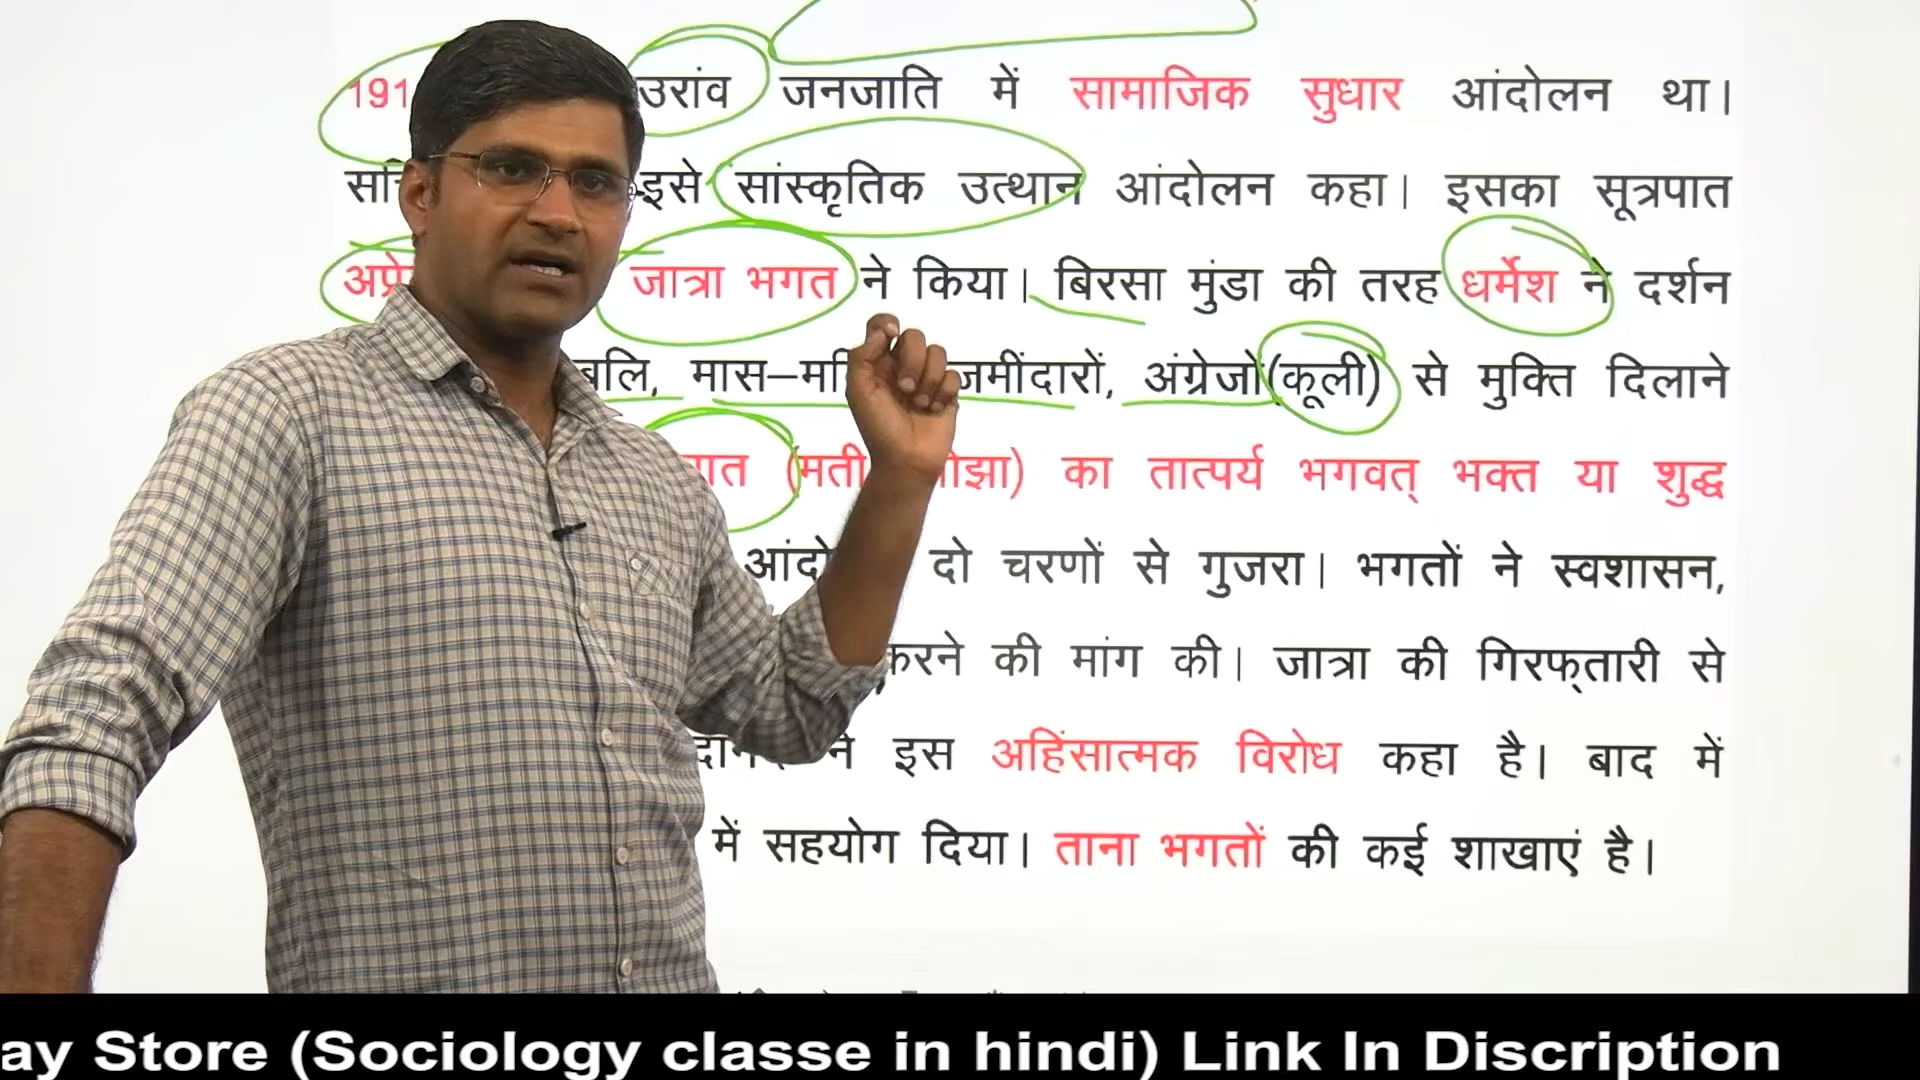 191 उरांव जनजाति में सामाजिक सुधार आंदोलन था।
इसे सांस्कृतिक उत्थान आंदोलन कहा। इसका सूत्रपात
जात्रा भगत ने किया। बिरसा मुंडा की तरह धर्मेश ने दर्शन
बलि, मास–मदि जमींदारों, अंग्रेजो(कूली) से मुक्ति दिलाने
का तात्पर्य भगवत् भक्त या शुद्ध
दो चरणों से गुजरा। भगतों ने स्वशासन,
करने की मांग की। जात्रा की गिरफ्तारी से
ने इस अहिंसात्मक विरोध कहा है। बाद में
में सहयोग दिया। ताना भगतों की कई शाखाएं है।
ay Store (Sociology classe in hindi) Link In Discription